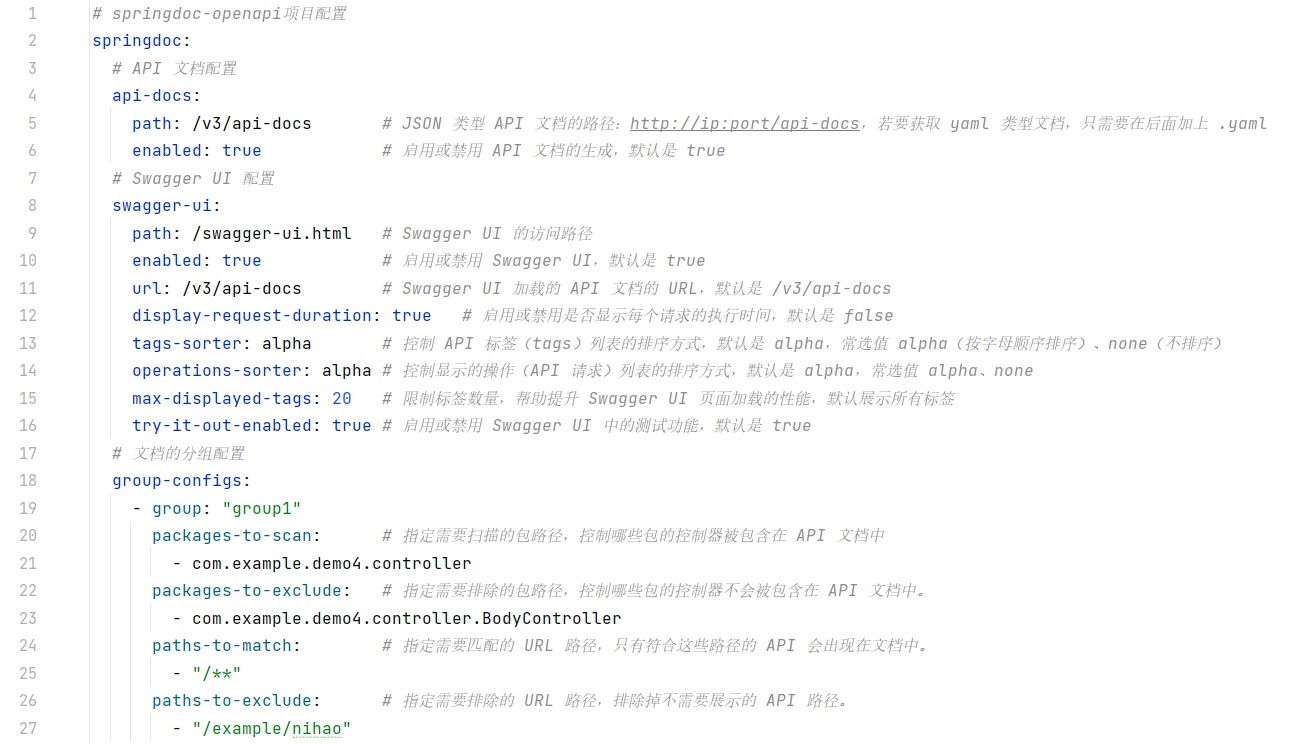 1 # springdoc-openapi项目配置
2 springdoc:
3   # API 文档配置
4   api-docs:
5     path: /v3/api-docs       # JSON 类型 API 文档的路径：http://ip:port/api-docs，若要获取 yaml 类型文档，只需要在后面加上 .yaml
6     enabled: true            # 启用或禁用 API 文档的生成，默认是 true
7   # Swagger UI 配置
8   swagger-ui:
9     path: /swagger-ui.html   # Swagger UI 的访问路径
10     enabled: true            # 启用或禁用 Swagger UI，默认是 true
11     url: /v3/api-docs        # Swagger UI 加载的 API 文档的 URL，默认是 /v3/api-docs
12     display-request-duration: true   # 启用或禁用是否显示每个请求的执行时间，默认是 false
13     tags-sorter: alpha       # 控制 API 标签（tags）列表的排序方式，默认是 alpha，常选值 alpha（按字母顺序排序）、none（不排序）
14     operations-sorter: alpha # 控制显示的操作（API 请求）列表的排序方式，默认是 alpha，常选值 alpha、none
15     max-displayed-tags: 20   # 限制标签数量，帮助提升 Swagger UI 页面加载的性能，默认展示所有标签
16     try-it-out-enabled: true # 启用或禁用 Swagger UI 中的测试功能，默认是 true
17   # 文档的分组配置
18   group-configs:
19     - group: "group1"
20       packages-to-scan:      # 指定需要扫描的包路径，控制哪些包的控制器被包含在 API 文档中
21         - com.example.demo4.controller
22       packages-to-exclude:   # 指定需要排除的包路径，控制哪些包的控制器不会被包含在 API 文档中。
23         - com.example.demo4.controller.BodyController
24       paths-to-match:        # 指定需要匹配的 URL 路径，只有符合这些路径的 API 会出现在文档中。
25         - "/**"
26       paths-to-exclude:      # 指定需要排除的 URL 路径，排除掉不需要展示的 API 路径。
27         - "/example/nihao"